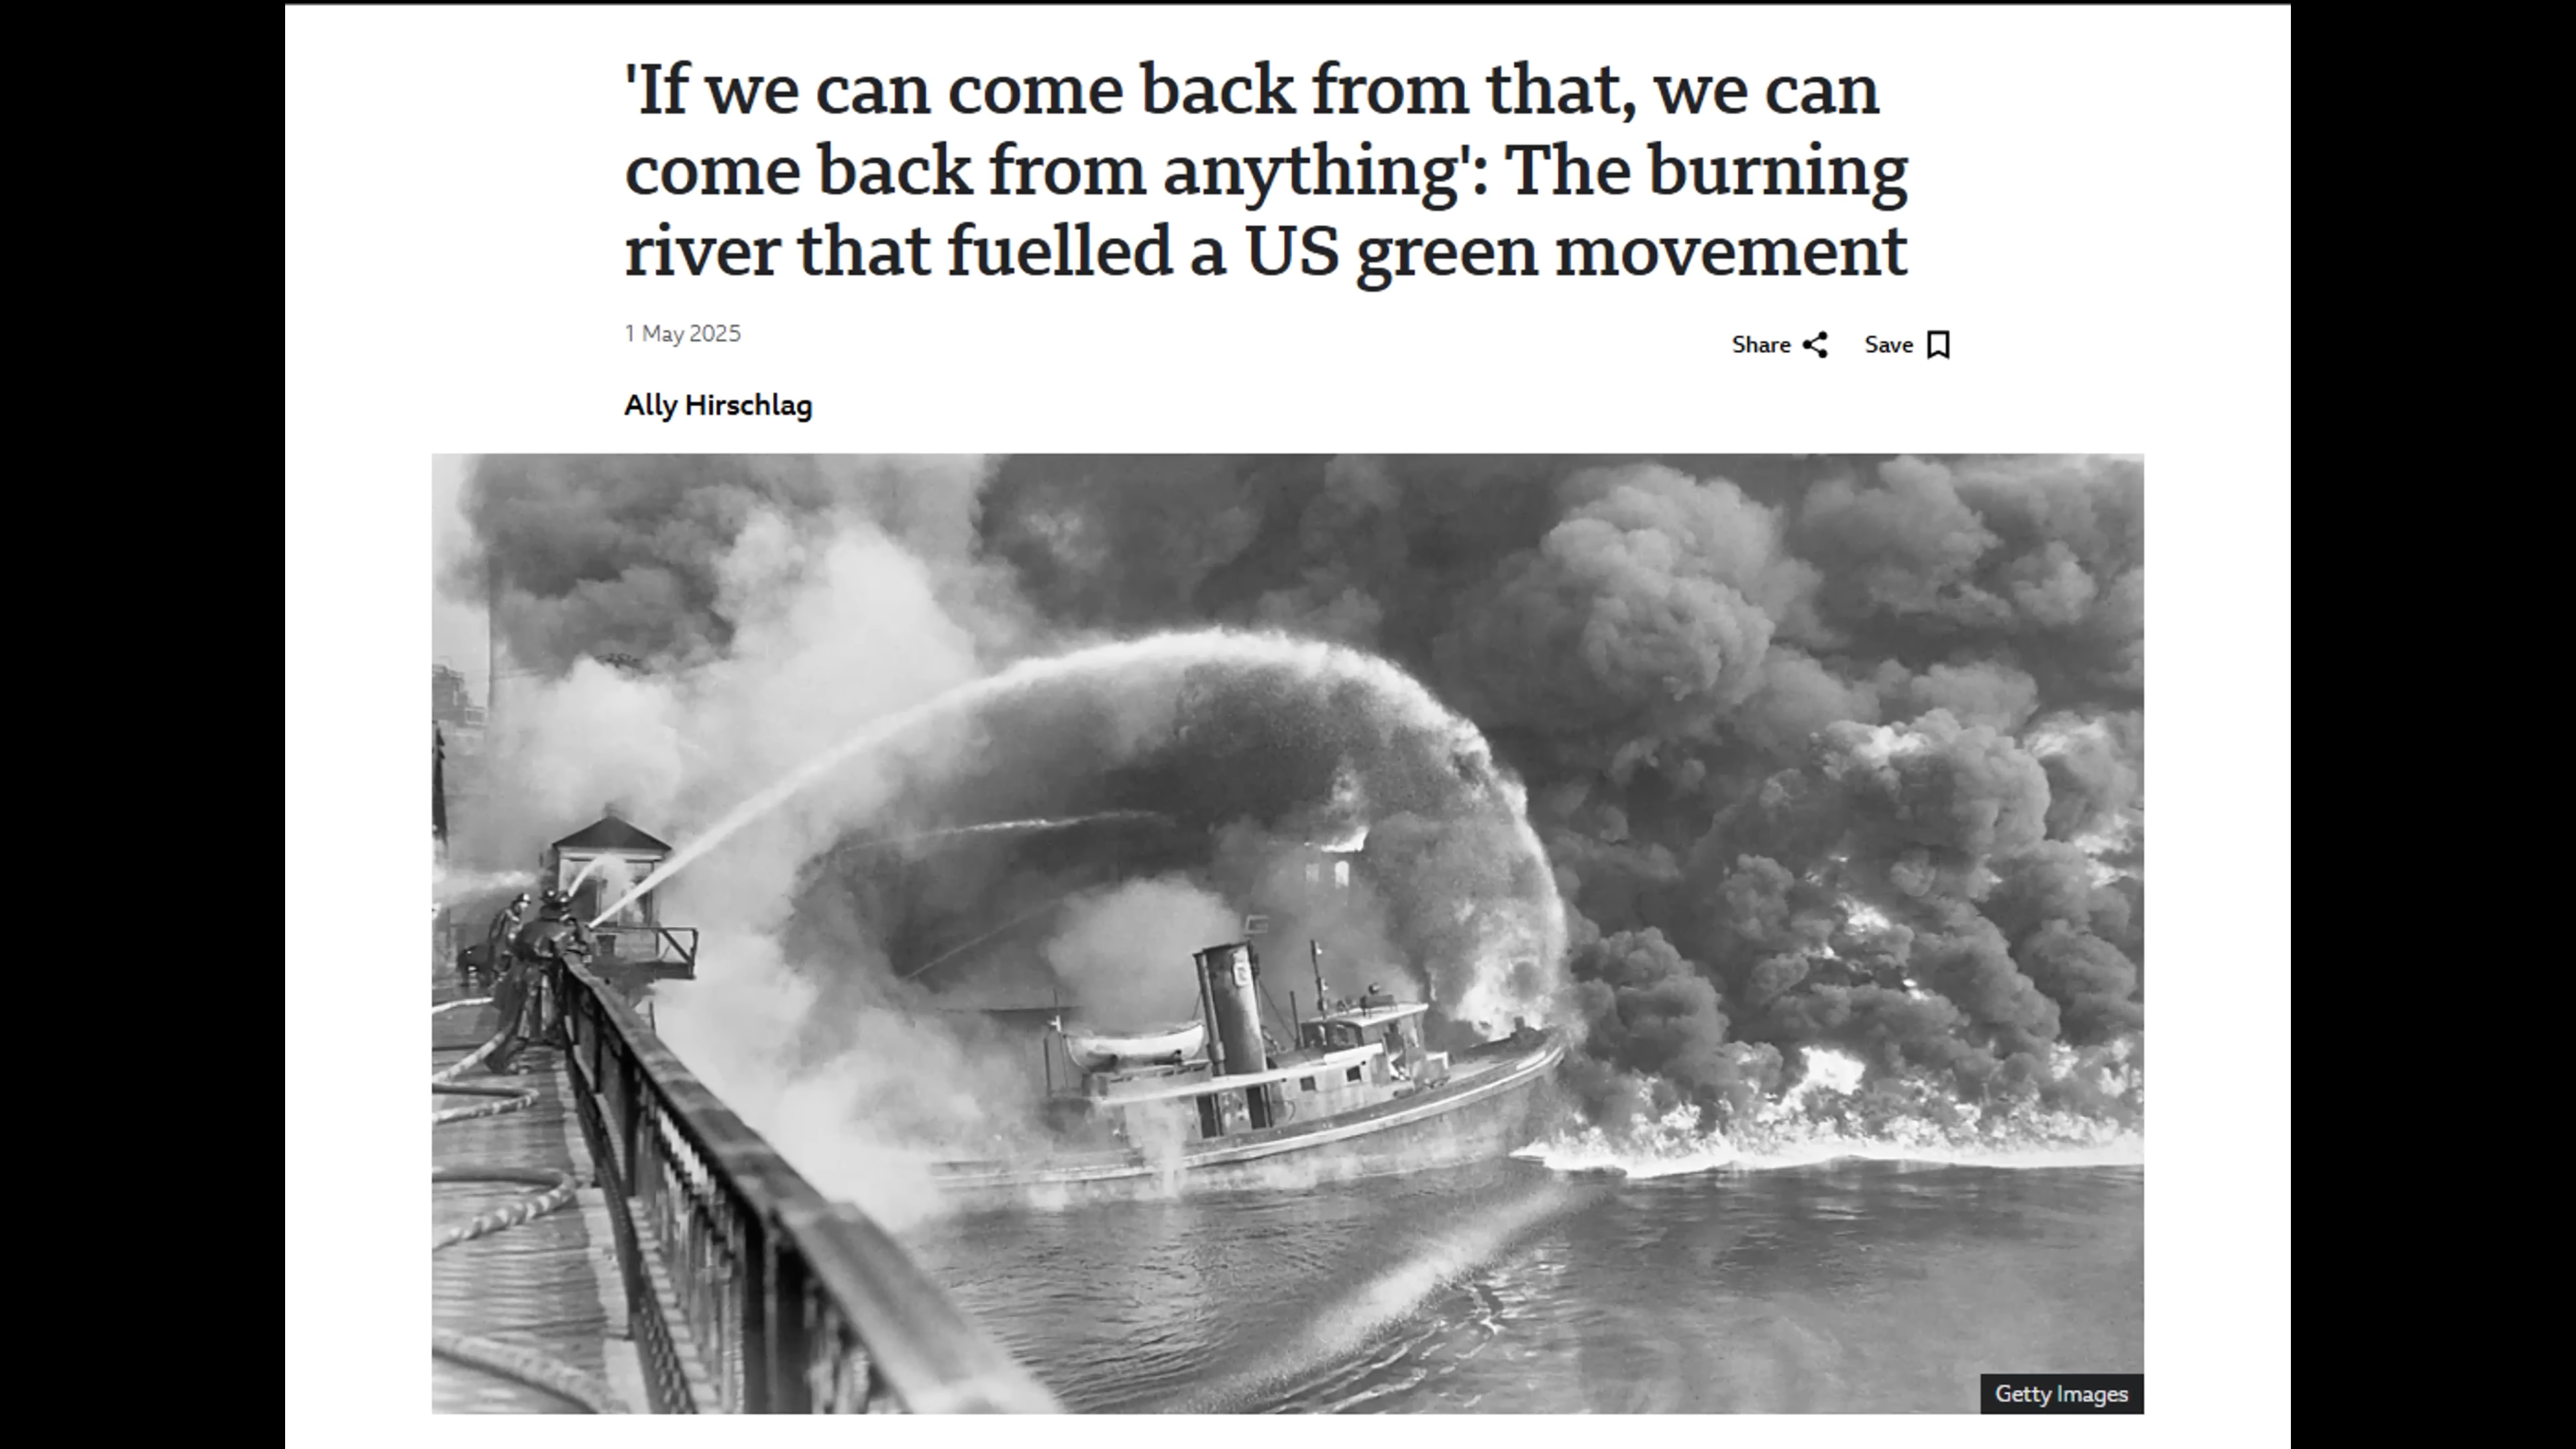 'If we can come back from that, we can
come back from anything': The burning
river that fuelled a US green movement
1 May 2025
Share
Save
Ally Hirschlag
Getty Images